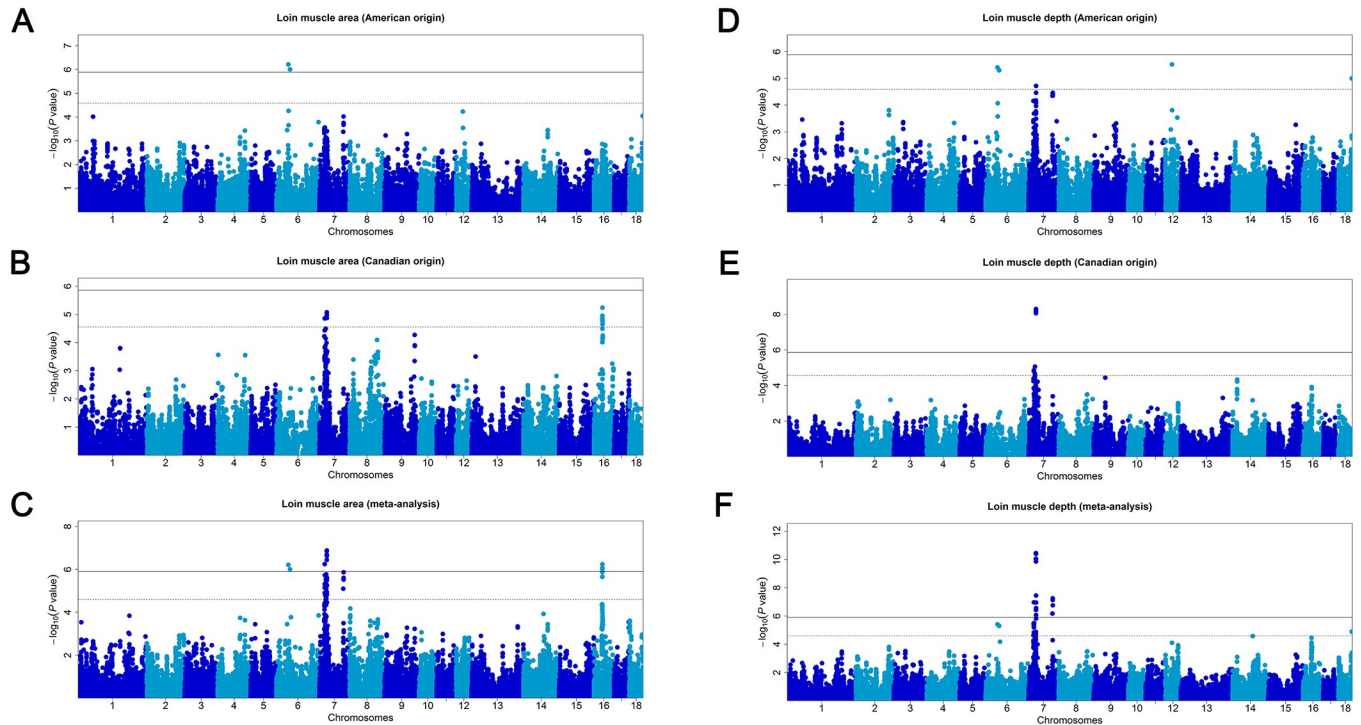 A
Loin muscle area (American origin)
−log10(P value)
7
6
5
4
3
2
1
1 2 3 4 5 6 7 8 9 10 12 13 14 15 16 18
Chromosomes
B
Loin muscle area (Canadian origin)
−log10(P value)
6
5
4
3
2
1
1 2 3 4 5 6 7 8 9 10 12 13 14 15 16 18
Chromosomes
C
Loin muscle area (meta-analysis)
−log10(P value)
8
6
4
2
1 2 3 4 5 6 7 8 9 10 12 13 14 15 16 18
Chromosomes
D
Loin muscle depth (American origin)
−log10(P value)
6
5
4
3
2
1
1 2 3 4 5 6 7 8 9 10 12 13 14 15 16 18
Chromosomes
E
Loin muscle depth (Canadian origin)
−log10(P value)
8
6
4
2
1 2 3 4 5 6 7 8 9 10 12 13 14 15 16 18
Chromosomes
F
Loin muscle depth (meta-analysis)
−log10(P value)
12
10
8
6
4
2
1 2 3 4 5 6 7 8 9 10 12 13 14 15 16 18
Chromosomes